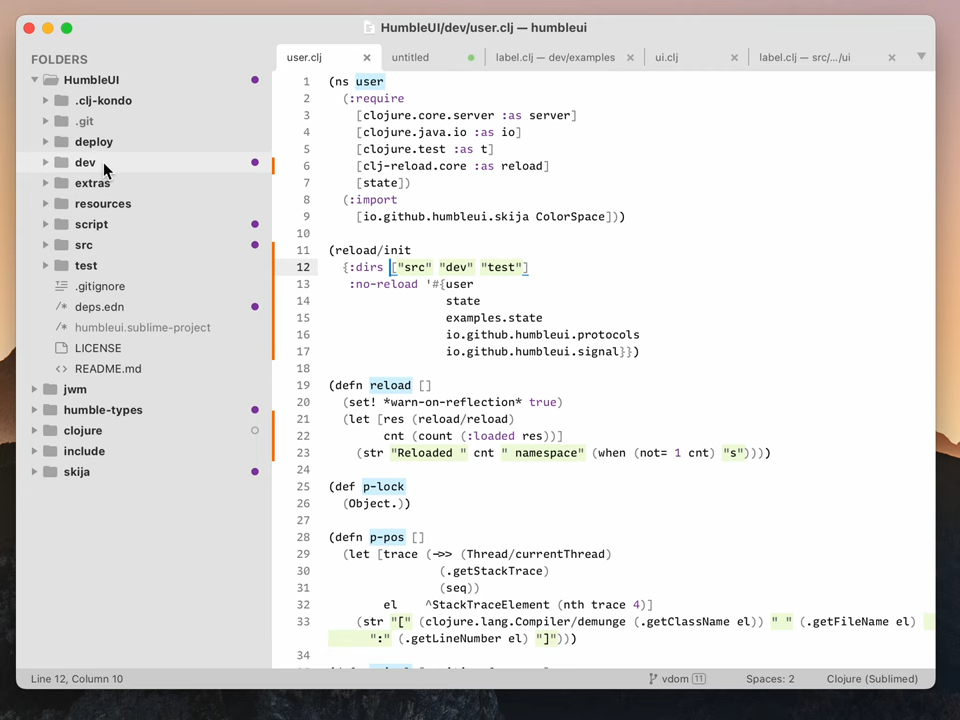 HumbleUI/dev/user.clj — humbleui
FOLDERS
HumbleUI
.clj-kondo
.git
deploy
dev
extras
resources
script
src
test
.gitignore
/* deps.edn
/* humbleui.sublime-project
LICENSE
<> README.md
jwm
humble-types
clojure
include
skija
user.clj
untitled
label.clj — dev/examples
ui.clj
label.clj — src/…/ui
1 (ns user
2 (:require
3 [clojure.core.server :as server]
4 [clojure.java.io :as io]
5 [clojure.test :as t]
6 [clj-reload.core :as reload]
7 [state])
8 (:import
9 [io.github.humbleui.skija ColorSpace]))
10
11 (reload/init
12 {:dirs ["src" "dev" "test"]
13 :no-reload '#{user
14 state
15 examples.state
16 io.github.humbleui.protocols
17 io.github.humbleui.signal}})
18
19 (defn reload []
20 (set! *warn-on-reflection* true)
21 (let [res (reload/reload)
22 cnt (count (:loaded res))]
23 (str "Reloaded " cnt " namespace" (when (not= 1 cnt) "s"))))
24
25 (def p-lock
26 (Object.))
27
28 (defn p-pos []
29 (let [trace (->> (Thread/currentThread)
30 (.getStackTrace)
31 (seq))
32 el ^StackTraceElement (nth trace 4)]
33 (str "[" (clojure.lang.Compiler/demunge (.getClassName el)) " " (.getFileName el)
":" (.getLineNumber el) "]")))
34
Line 12, Column 10
vdom 11
Spaces: 2
Clojure (Sublimed)